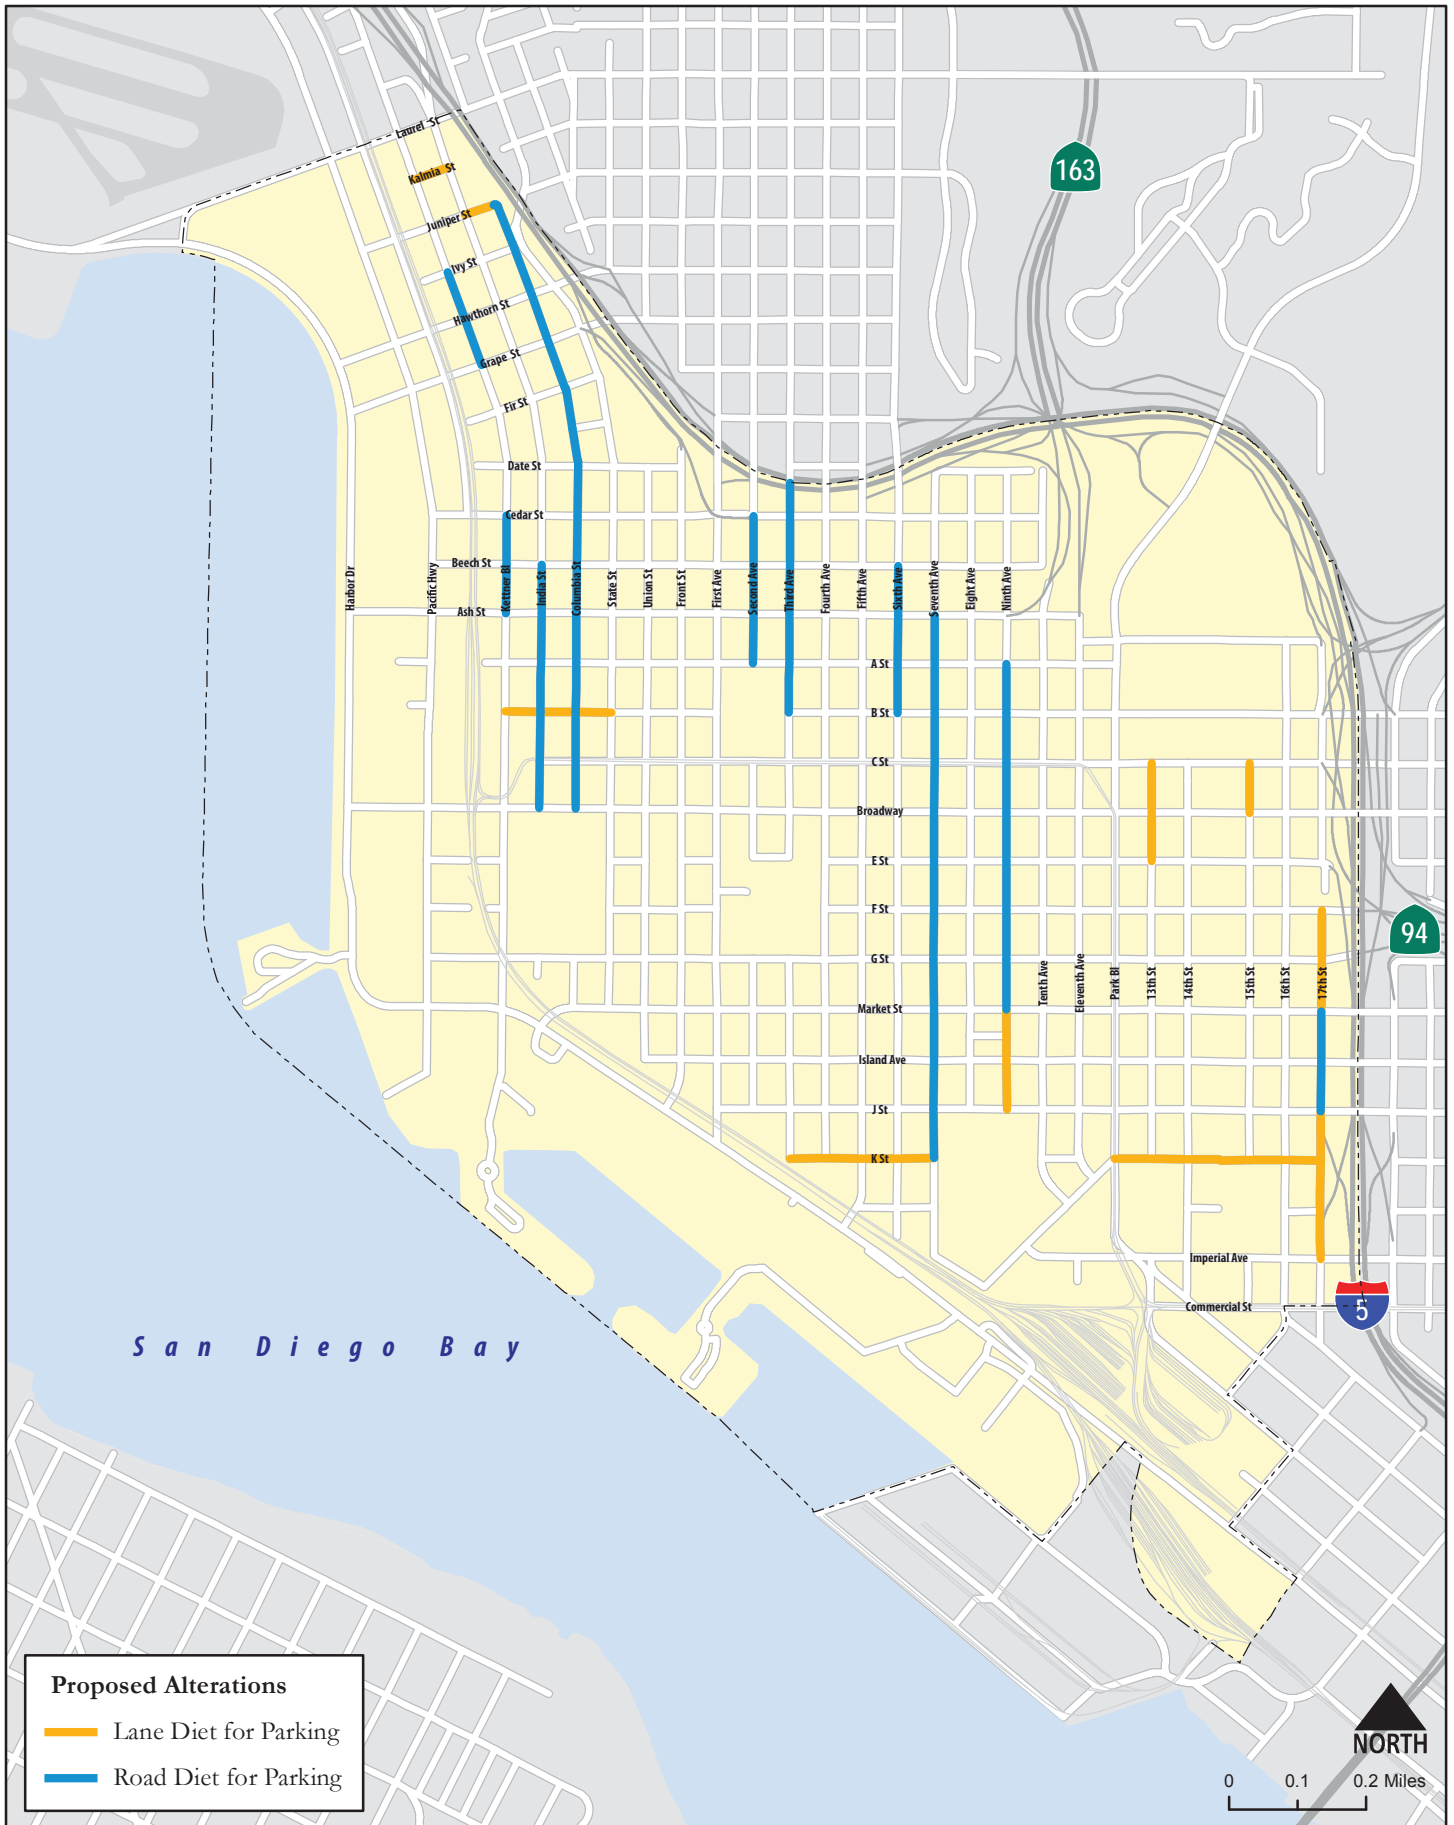 Laurel St
Kalmia St
163
Juniper St
Ivy St
Hawthorn St
Grape St
Fir St
Date St
Cedar St
Beech St
Ash St
Harbor Dr
Pacific Hwy
Kettner Bl
India St
Columbia St
State St
Union St
Front St
First Ave
Second Ave
Third Ave
Fourth Ave
Fifth Ave
Sixth Ave
Seventh Ave
Eight Ave
Ninth Ave
A St
B St
C St
Broadway
E St
F St
94
G St
Tenth Ave
Eleventh Ave
Park Bl
13th St
14th St
15th St
16th St
17th St
Market St
Island Ave
J St
K St
Imperial Ave
Commercial St
5
San Diego Bay
Proposed Alterations
Lane Diet for Parking
Road Diet for Parking
NORTH
0 0.1 0.2 Miles